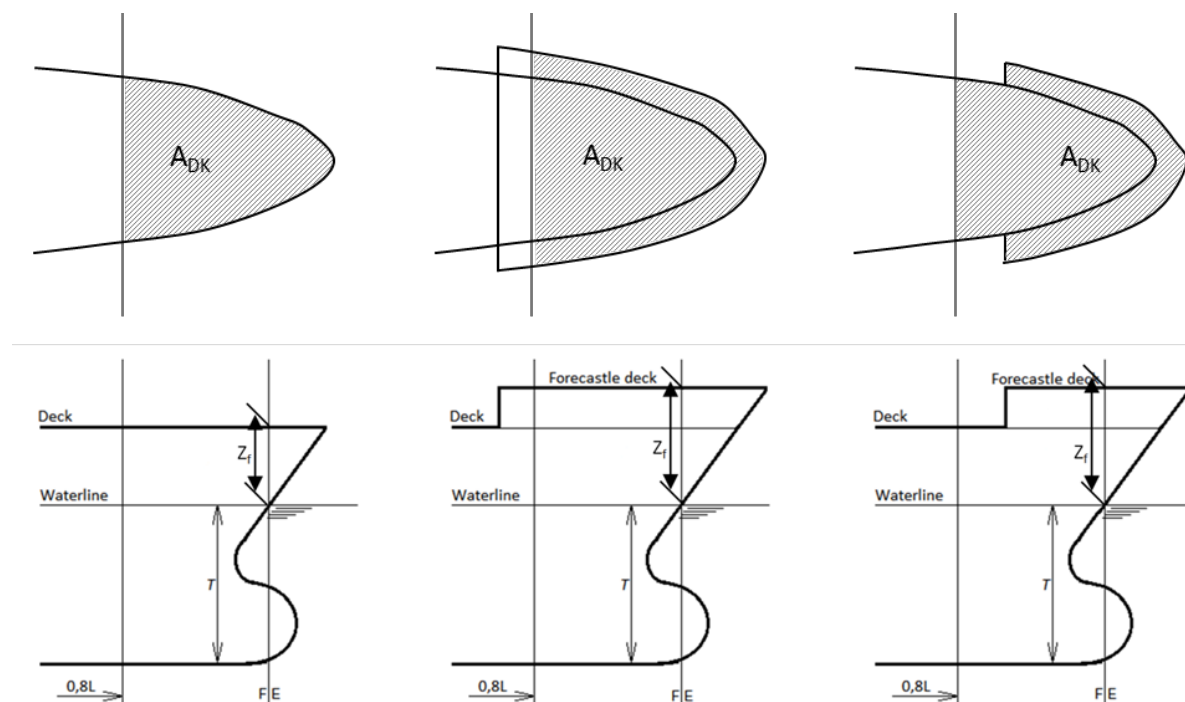 A_DK
A_DK
A_DK
Deck
Z_f
Waterline
T
0,8L
F E
Forecastle deck
Deck
Z_f
Waterline
T
0,8L
F E
Forecastle deck
Deck
Z_f
Waterline
T
0,8L
F E